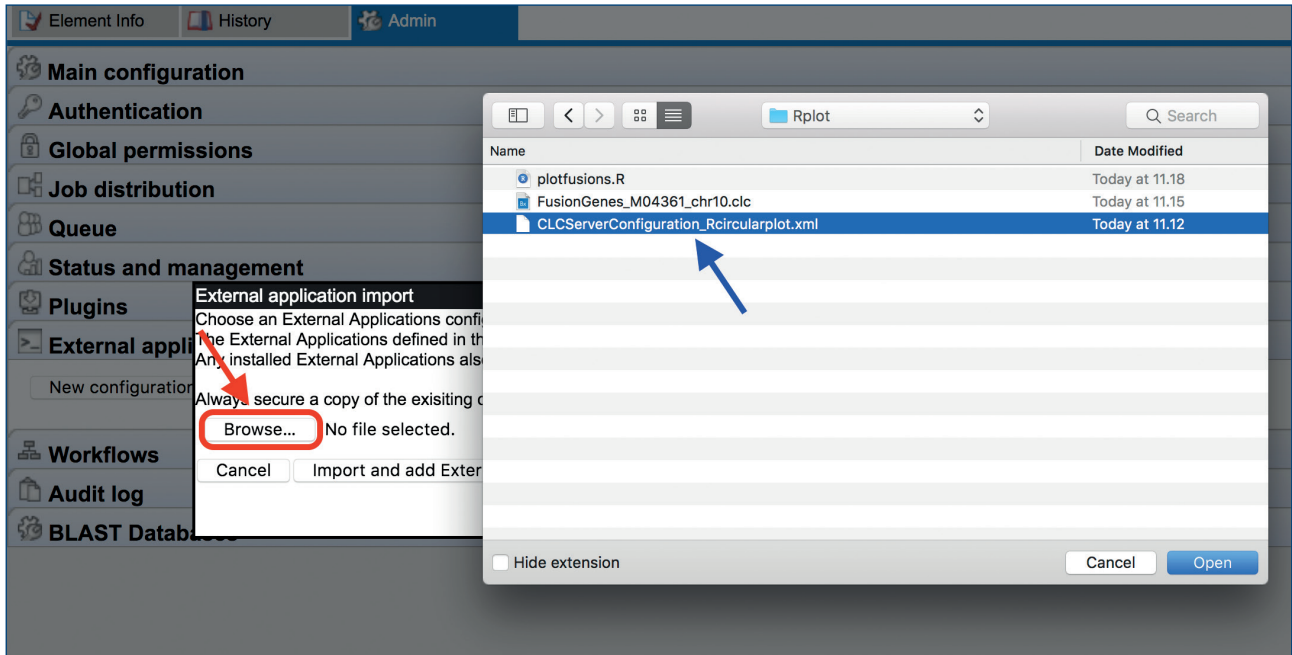 Element Info
History
Admin
Main configuration
Authentication
Global permissions
Job distribution
Queue
Status and management
Plugins
External appli
New configuration
Workflows
Audit log
BLAST Databases
External application import
Choose an External Applications confi
The External Applications defined in th
Any installed External Applications als
Always secure a copy of the exisiting c
Browse... No file selected.
Cancel Import and add Exter
Rplot
Search
Name Date Modified
plotfusions.R Today at 11.18
FusionGenes_M04361_chr10.clc Today at 11.15
CLCServerConfiguration_Rcircularplot.xml Today at 11.12
Hide extension
Cancel Open